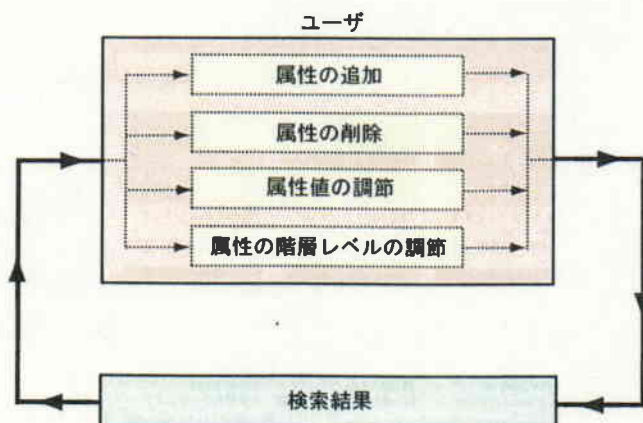 ユーザ
属性の追加
属性の削除
属性値の調節
属性の階層レベルの調節
検索結果